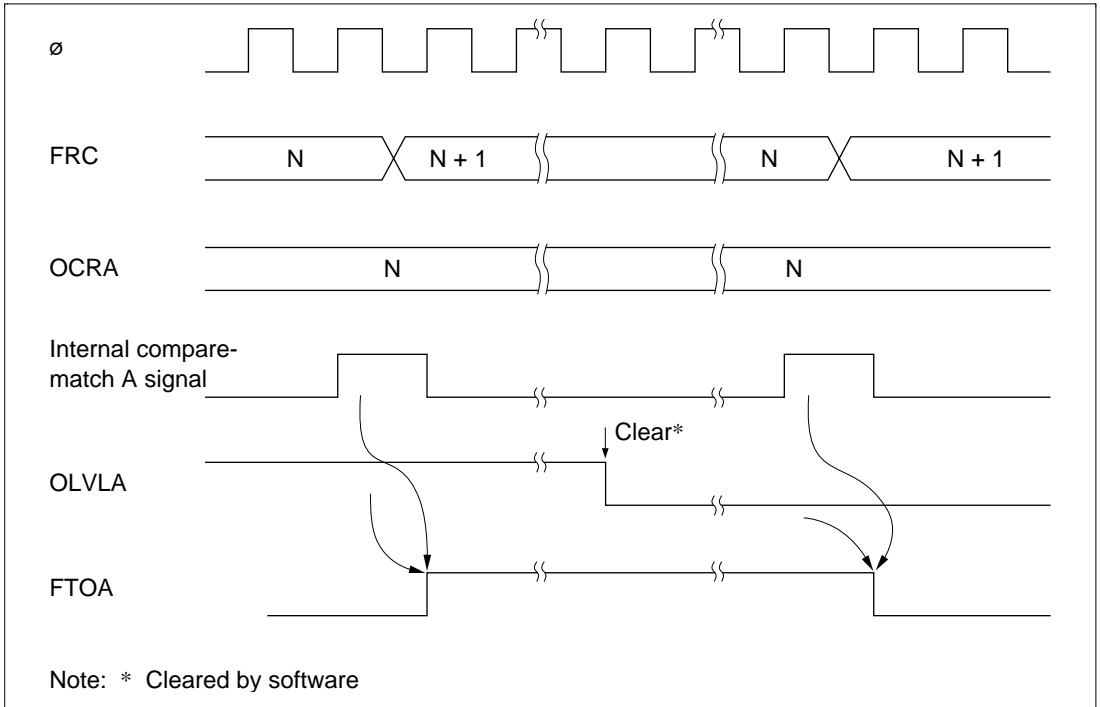 ø
FRC N N + 1 N N + 1
OCRA N N
Internal compare-
match A signal
Clear*
OLVLA
FTOA
Note: * Cleared by software